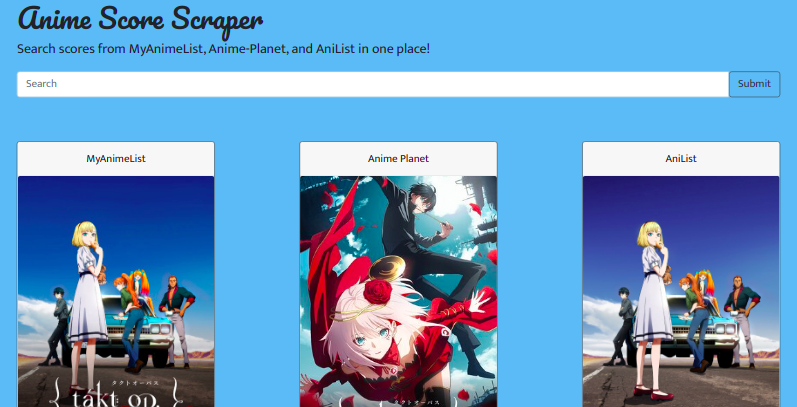 Anime Score Scraper
Search scores from MyAnimeList, Anime-Planet, and AniList in one place!
Search
Submit
MyAnimeList
Anime Planet
AniList
タクトオーパス
{ takt op. }
タクトオーパス